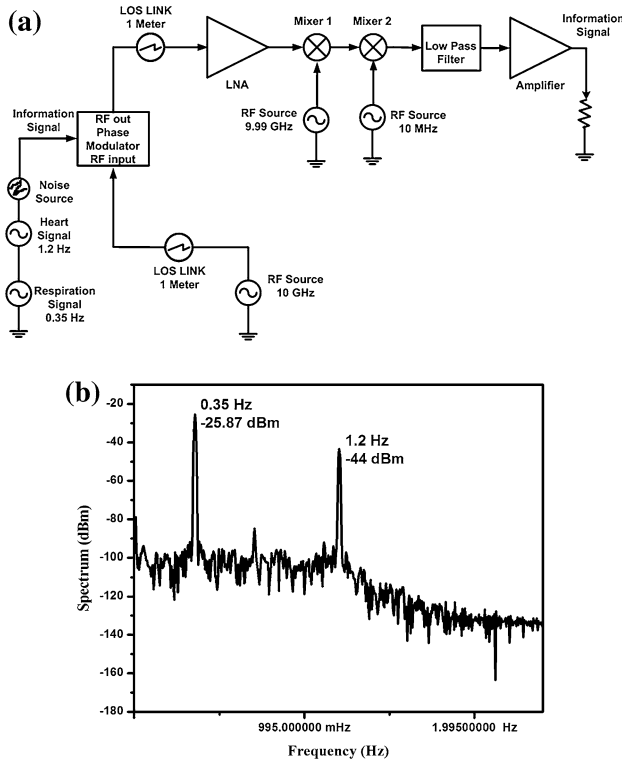 (a)
LOS LINK
1 Meter
LNA
Mixer 1
Mixer 2
Low Pass
Filter
Amplifier
Information
Signal
RF Source
9.99 GHz
RF Source
10 MHz
Information
Signal
RF out
Phase
Modulator
RF input
Noise
Source
Heart
Signal
1.2 Hz
Respiration
Signal
0.35 Hz
LOS LINK
1 Meter
RF Source
10 GHz
(b)
0.35 Hz
-25.87 dBm
1.2 Hz
-44 dBm
-20
-40
-60
-80
-100
-120
-140
-160
-180
Spectrum (dBm)
995.000000 mHz
1.99500000 Hz
Frequency (Hz)